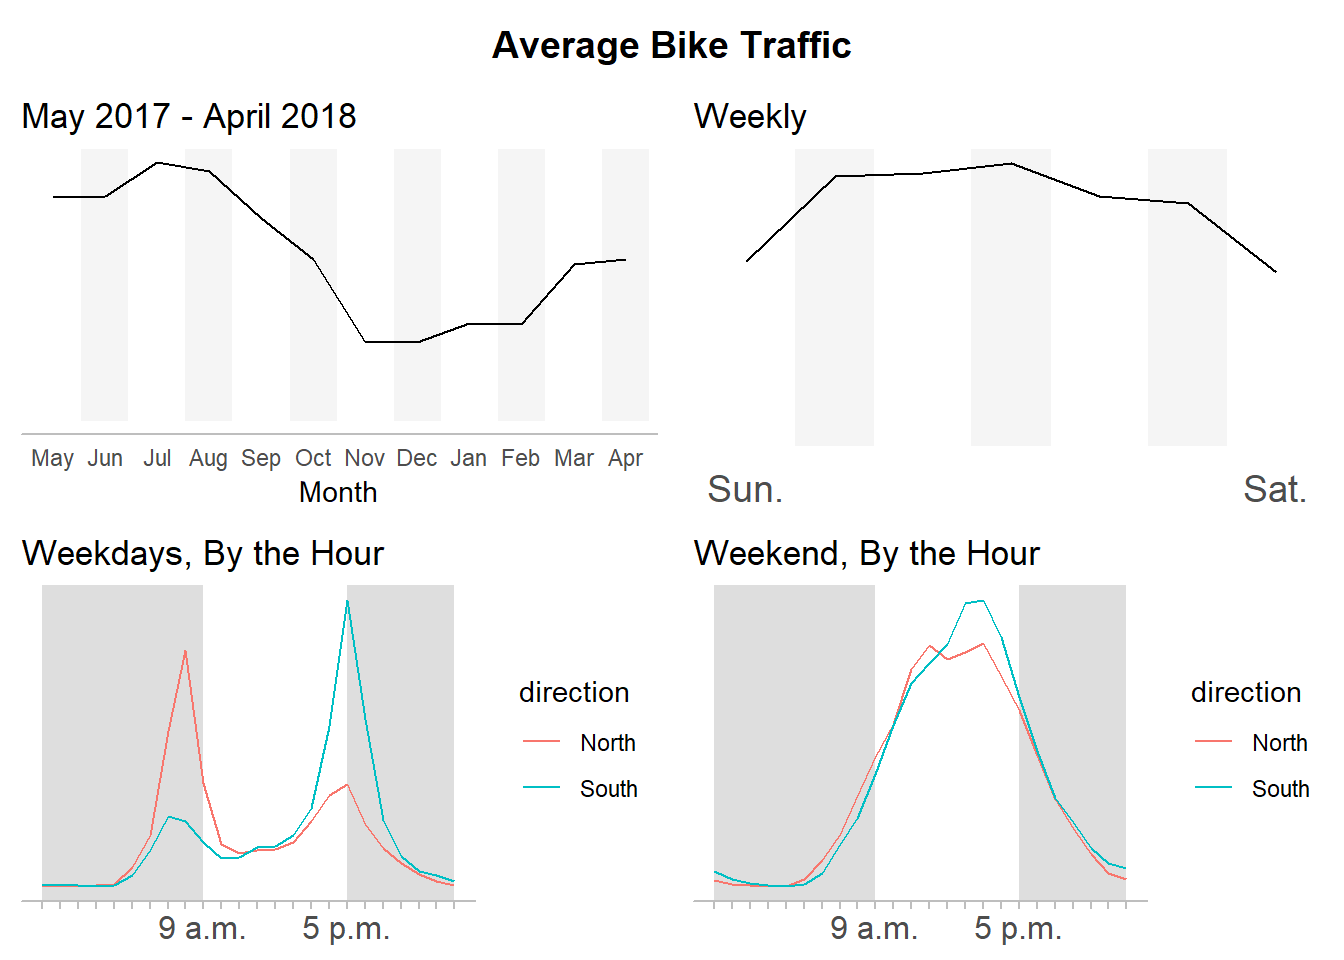 Average Bike Traffic
May 2017 - April 2018
May Jun Jul Aug Sep Oct Nov Dec Jan Feb Mar Apr
Month
Weekly
Sun. Sat.
Weekdays, By the Hour
direction
North
South
9 a.m. 5 p.m.
Weekend, By the Hour
direction
North
South
9 a.m. 5 p.m.